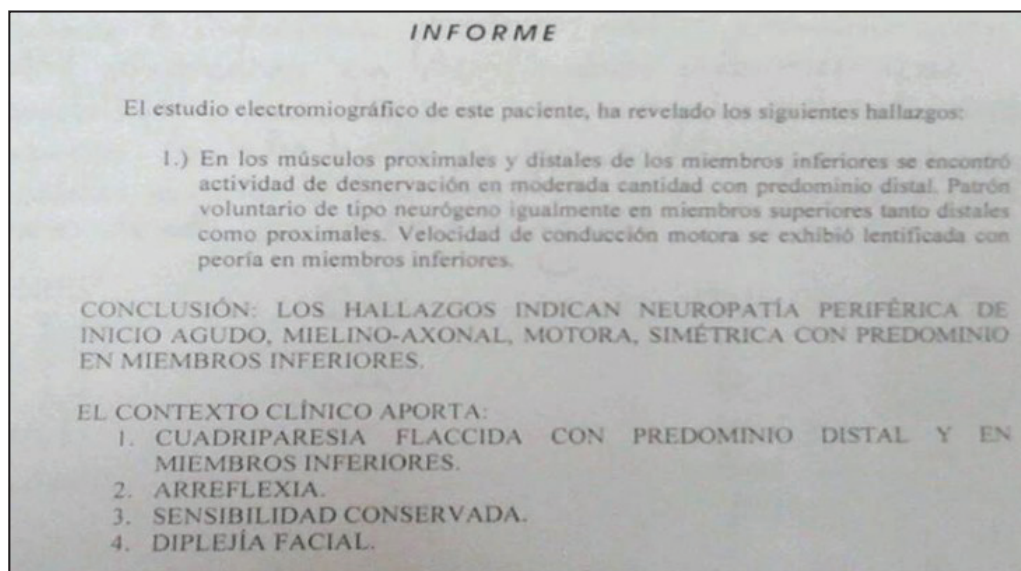 INFORME
El estudio electromiográfico de este paciente, ha revelado los siguientes hallazgos:
1.) En los músculos proximales y distales de los miembros inferiores se encontró
actividad de desnervación en moderada cantidad con predominio distal. Patrón
voluntario de tipo neurógeno igualmente en miembros superiores tanto distales
como proximales. Velocidad de conducción motora se exhibió lentificada con
peoría en miembros inferiores.
CONCLUSIÓN: LOS HALLAZGOS INDICAN NEUROPATÍA PERIFÉRICA DE
INICIO AGUDO, MIELINO-AXONAL, MOTORA, SIMÉTRICA CON PREDOMINIO
EN MIEMBROS INFERIORES.
EL CONTEXTO CLÍNICO APORTA:
1. CUADRIPARESIA FLACCIDA CON PREDOMINIO DISTAL Y EN
MIEMBROS INFERIORES.
2. ARREFLEXIA.
3. SENSIBILIDAD CONSERVADA.
4. DIPLEJÍA FACIAL.